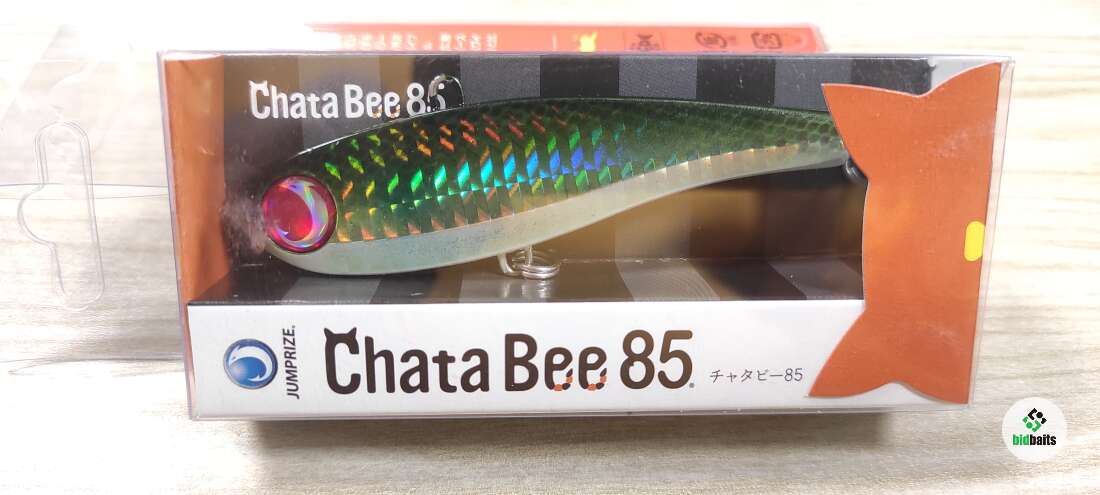 Chata Bee 85
JUMPRIZE.
Chata Bee 85
チャタビー85
bidbaits